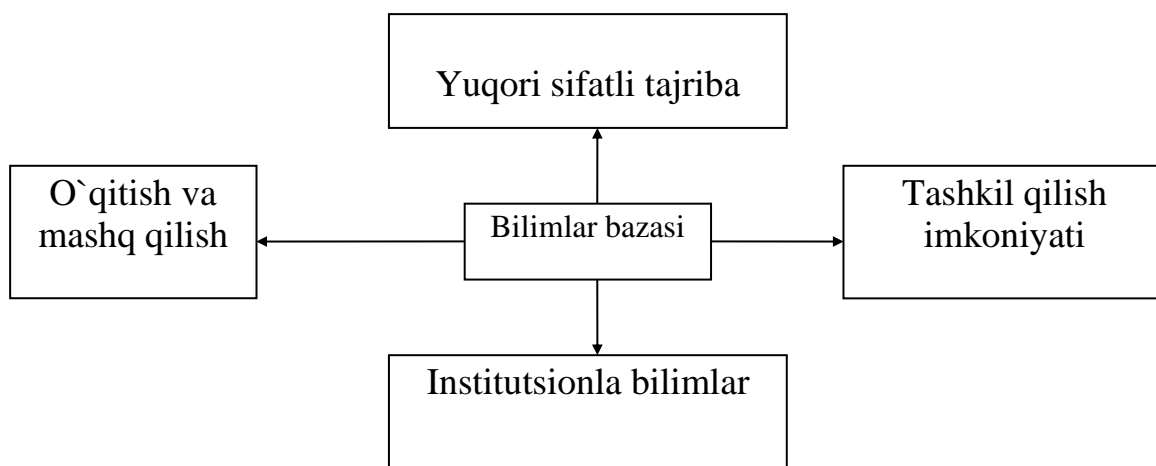 Yuqori sifatli tajriba
O`qitish va
mashq qilish
Bilimlar bazasi
Tashkil qilish
imkoniyati
Institutsionla bilimlar